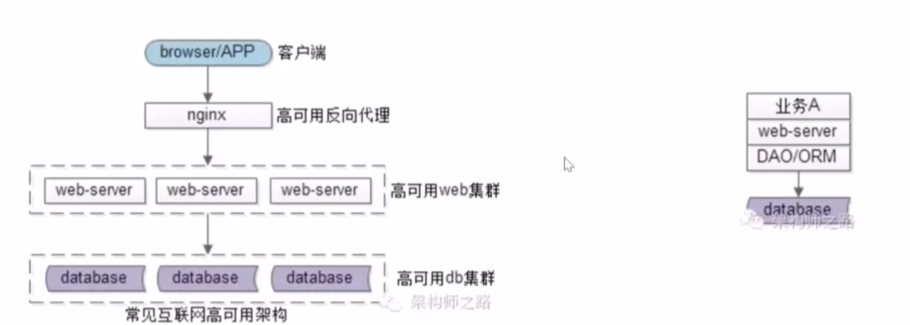 browser/APP
客户端
nginx
高可用反向代理
web-server
web-server
web-server
高可用web集群
database
database
database
高可用db集群
架构师之路
常见互联网高可用架构
业务A
web-server
DAO/ORM
database
架构师之路